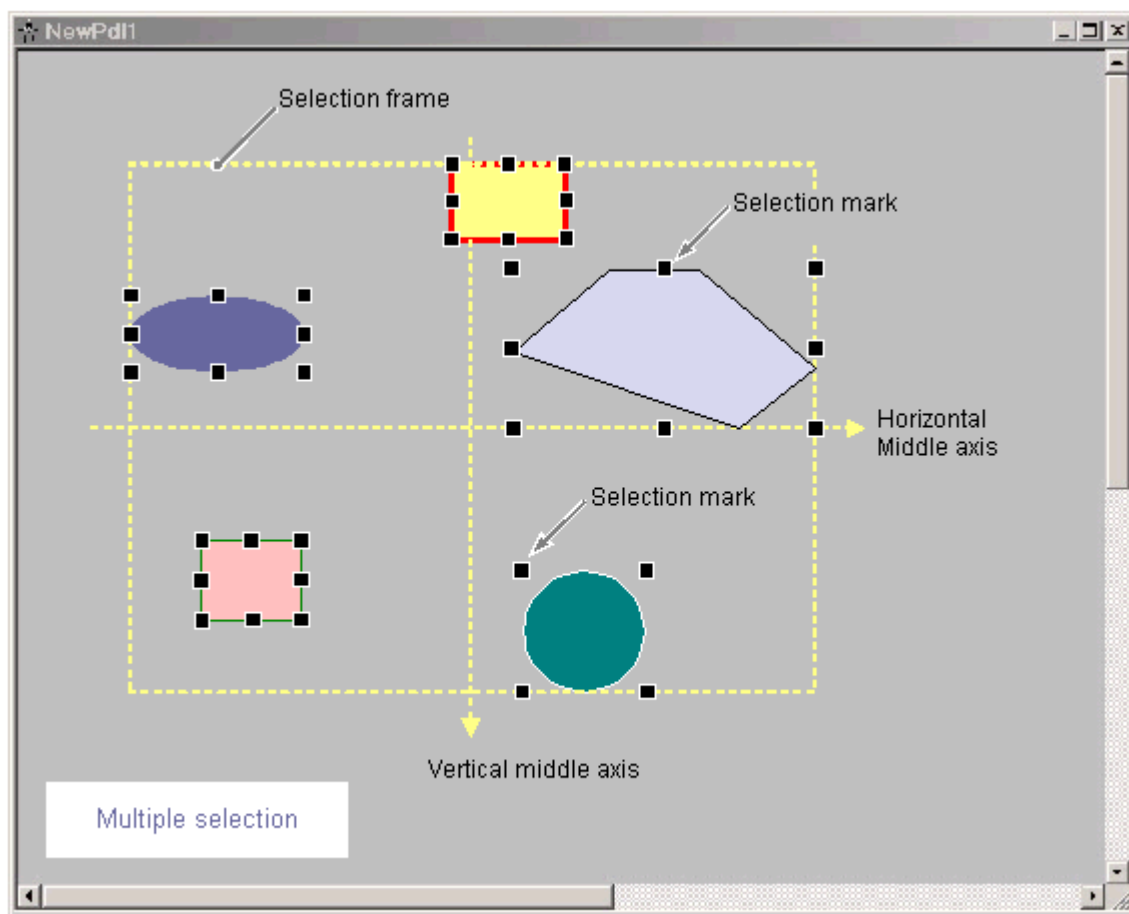 NewPdl1
Selection frame
Selection mark
Horizontal
Middle axis
Selection mark
Vertical middle axis
Multiple selection